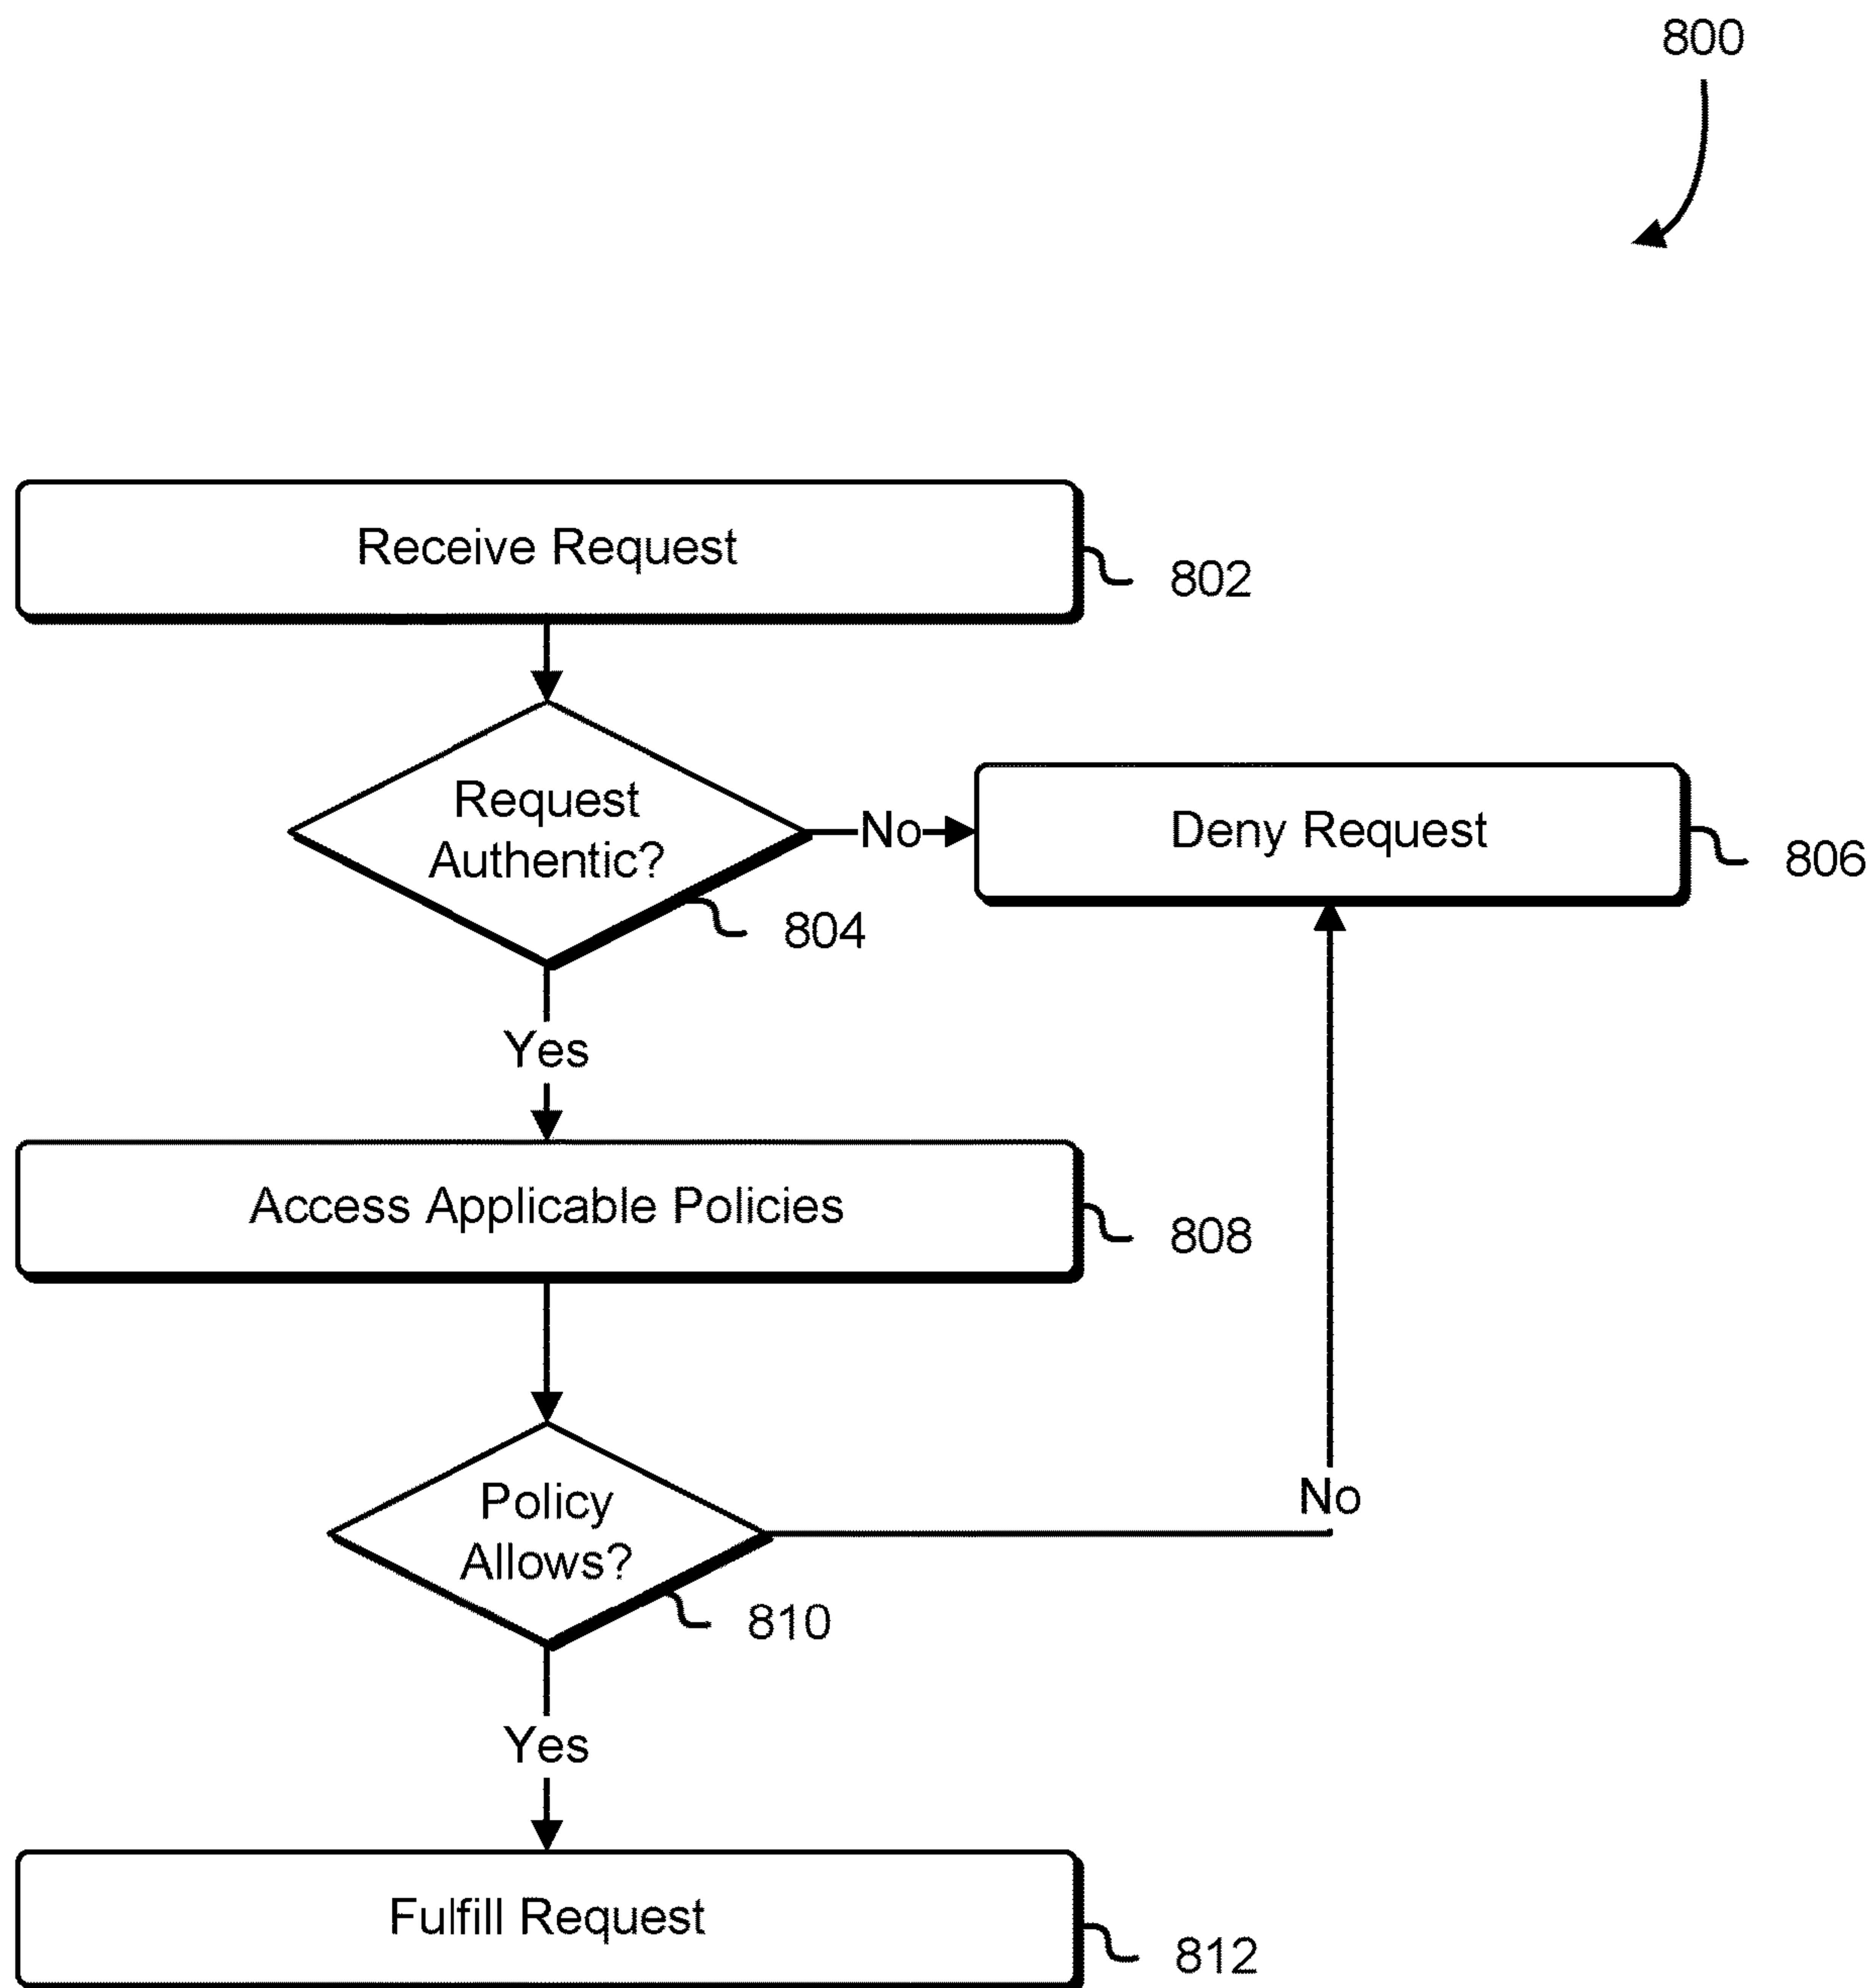 800
Receive Request
802
Request
Authentic?
804
No
Deny Request
806
Yes
Access Applicable Policies
808
Policy
Allows?
810
No
Yes
Fulfill Request
812